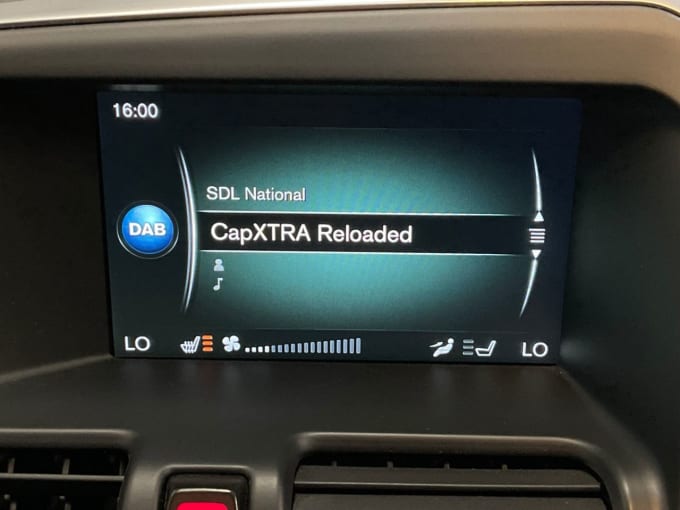 16:00
SDL National
DAB
CapXTRA Reloaded
LO
LO